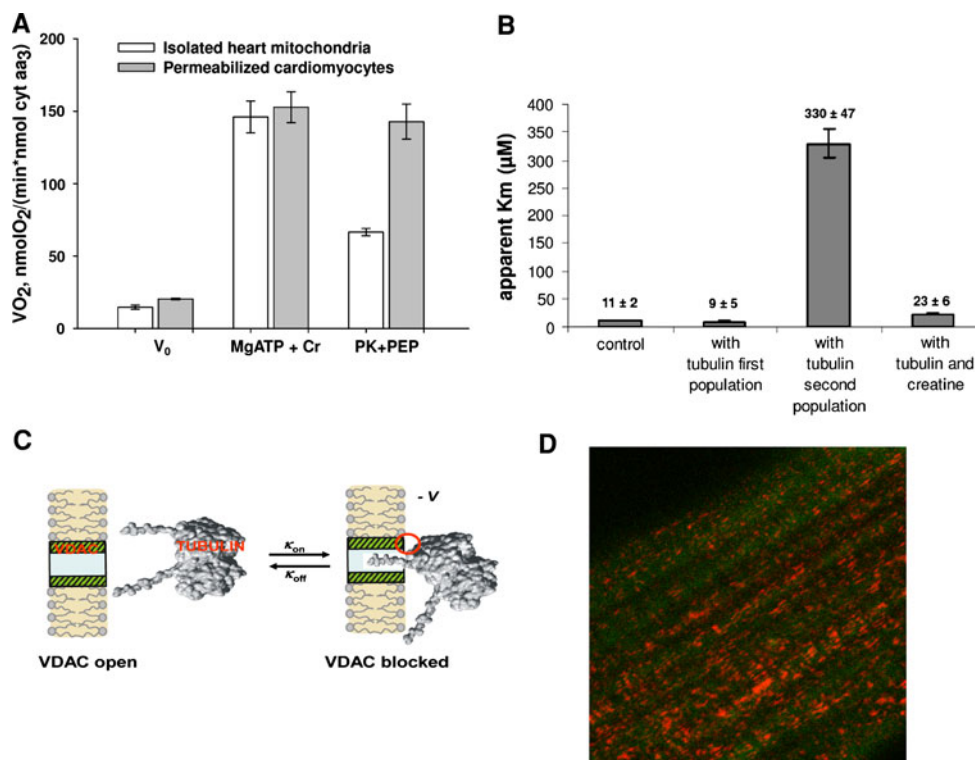 A
VO2, nmolO2/(min*nmol cyt aa3)
200
150
100
50
0
Isolated heart mitochondria
Permeabilized cardiomyocytes
V0
MgATP + Cr
PK+PEP
B
apparent Km (μM)
400
350
300
250
200
150
100
50
0
11 ± 2
9 ± 5
330 ± 47
23 ± 6
control
with
tubulin first
population
with
tubulin
second
population
with
tubulin and
creatine
C
VDAC
TUBULIN
κon
κoff
- V
VDAC open
VDAC blocked
D